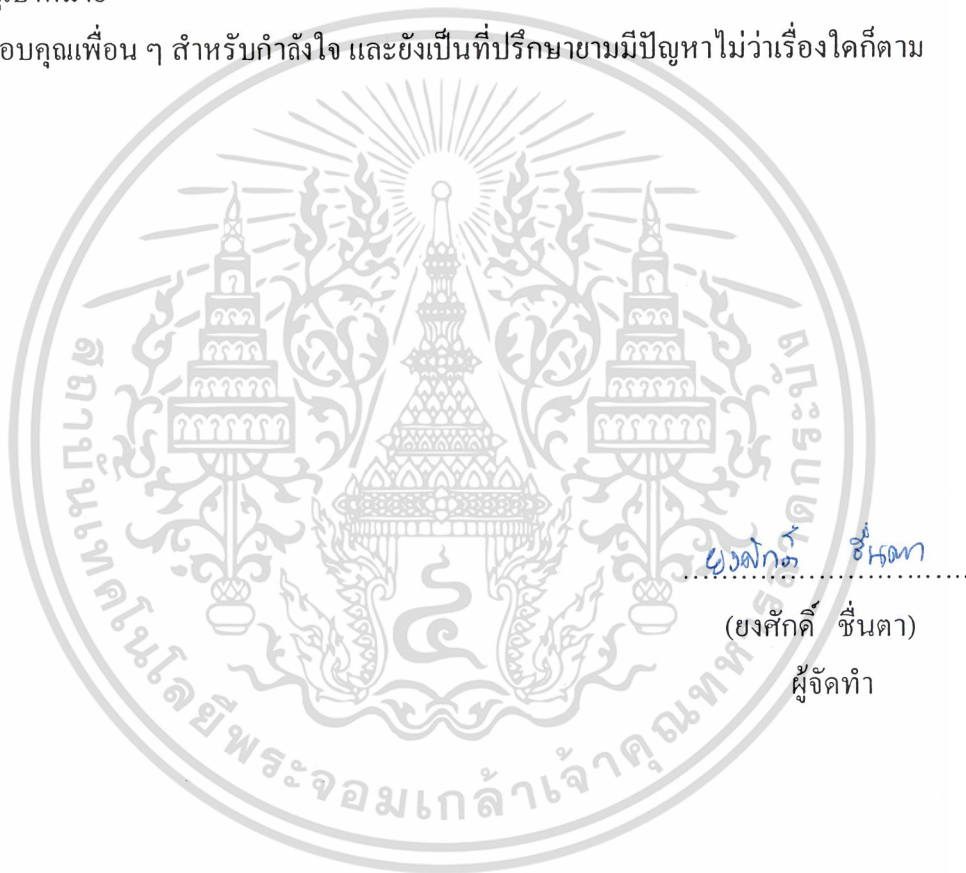 อบคุณเพื่อน ๆ สำหรับกำลังใจ และยังเป็นที่ปรึกษายามมีปัญหาไม่ว่าเรื่องใดก็ตาม
สถาบันเทคโนโลยีพระจอมเกล้าเจ้าคุณทหารลาดกระบัง
๔
ยงศักดิ์ ชื่นตา
(ยงศักดิ์ ชื่นตา)
ผู้จัดทำ